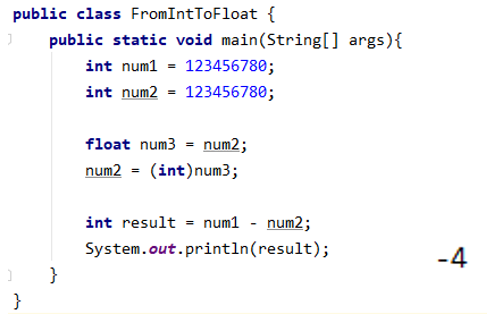 public class FromIntToFloat {
public static void main(String[] args){
int num1 = 123456780;
int num2 = 123456780;
float num3 = num2;
num2 = (int)num3;
int result = num1 - num2;
System.out.println(result);
}
}
-4